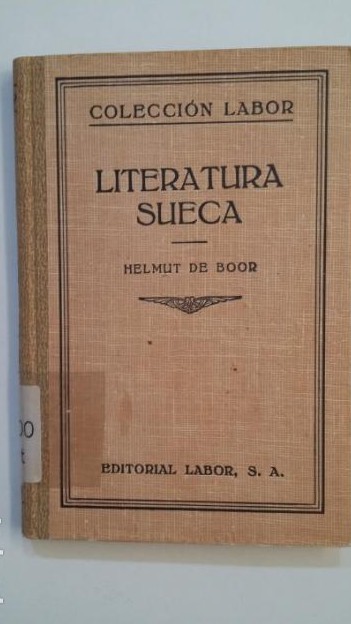 COLECCIÓN LABOR
LITERATURA
SUECA
HELMUT DE BOOR
EDITORIAL LABOR, S. A.